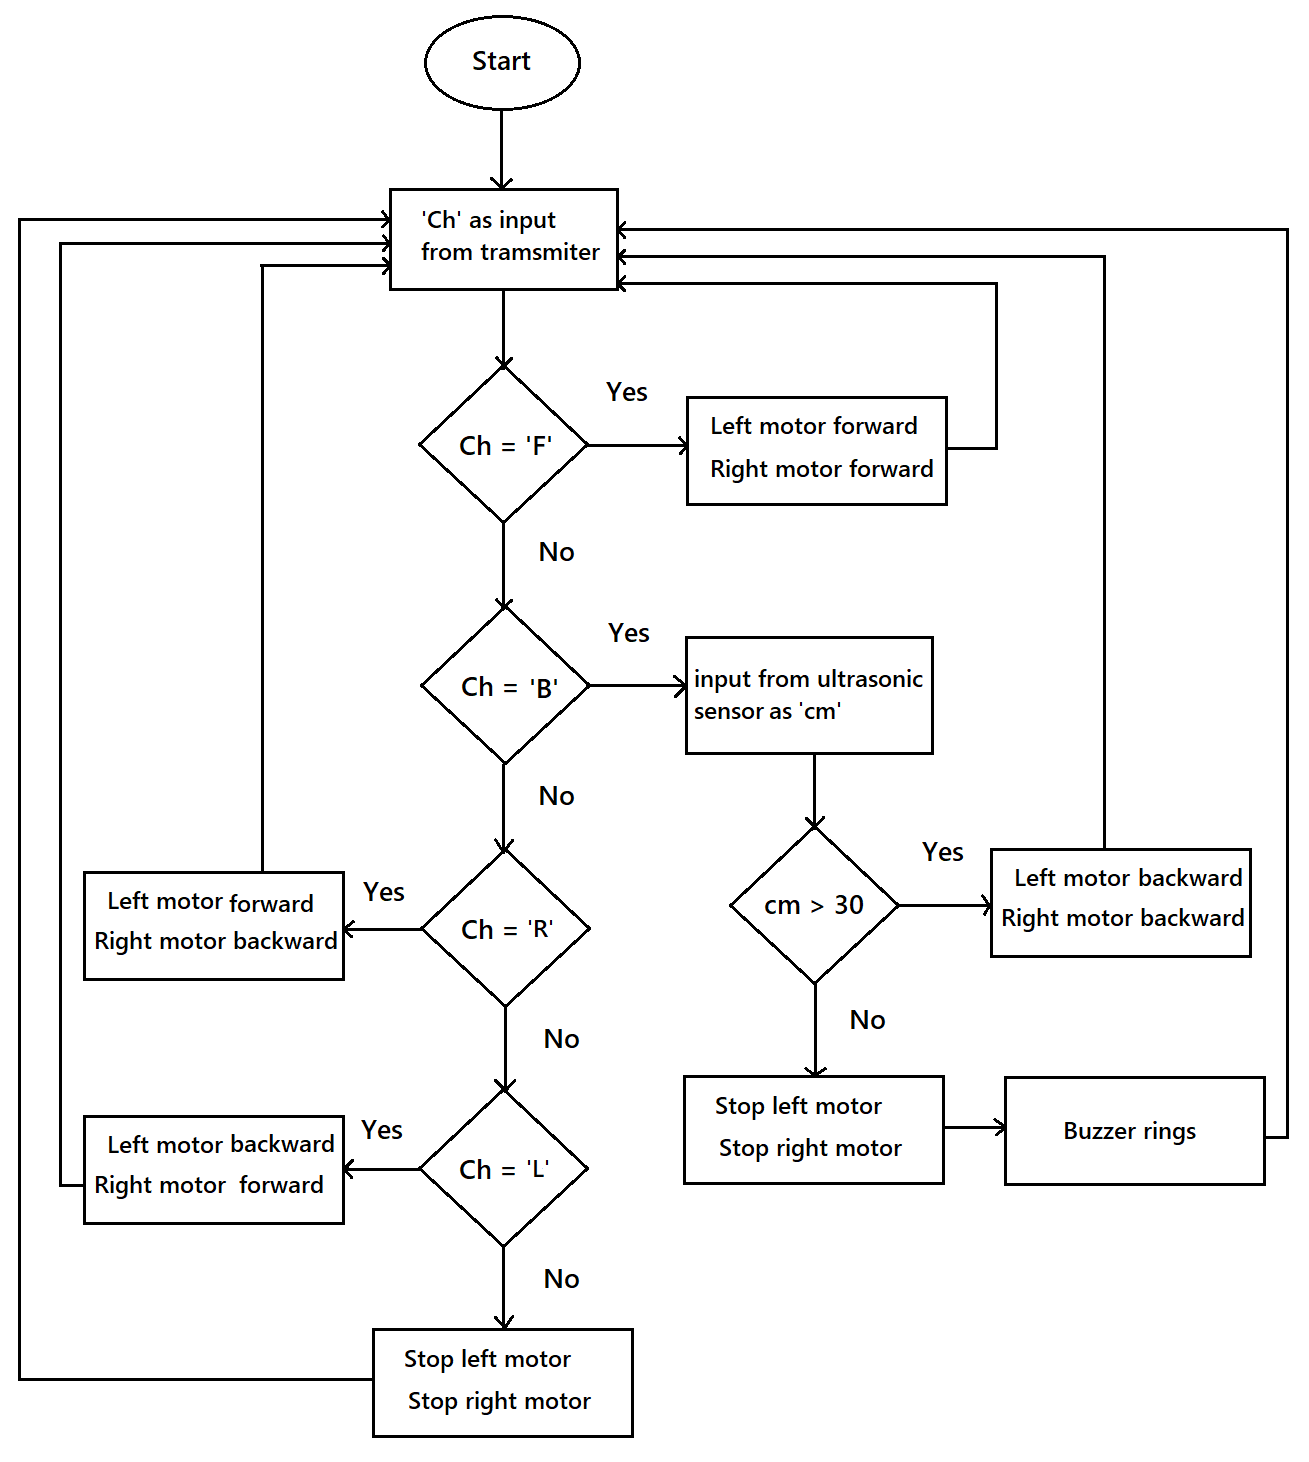 Start
'Ch' as input
from tramsmiter
Yes
Ch = 'F'
Left motor forward
Right motor forward
No
Yes
Ch = 'B'
input from ultrasonic
sensor as 'cm'
No
Yes
Left motor forward
Right motor backward
Yes
Ch = 'R'
cm > 30
Left motor backward
Right motor backward
No
No
Left motor backward
Right motor forward
Yes
Ch = 'L'
Stop left motor
Stop right motor
Buzzer rings
No
Stop left motor
Stop right motor